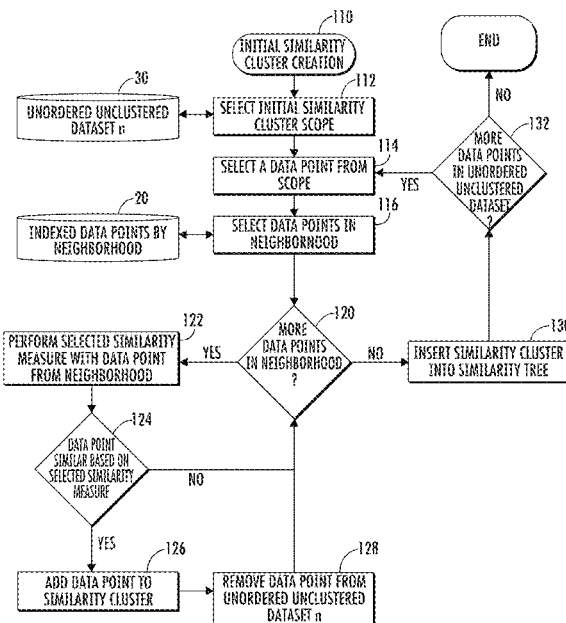 110
INITIAL SIMILARITY
CLUSTER CREATION
END
30
112
UNORDERED UNCLUSTERED
DATASET n
SELECT INITIAL SIMILARITY
CLUSTER SCOPE
NO
132
114
MORE
DATA POINTS
IN UNORDERED
UNCLUSTERED
DATASET
?
SELECT A DATA POINT FROM
SCOPE
YES
20
116
INDEXED DATA POINTS BY
NEIGHBORHOOD
SELECT DATA POINTS IN
NEIGHBORNOOD
122
120
130
PERFORM SELECTED SIMILARITY
MEASURE WITH DATA POINT
FROM NEIGHBORHOOD
YES
MORE
DATA POINTS
IN NEIGHBORHOOD
?
NO
INSERT SIMILARITY CLUSTER
INTO SIMILARITY TREE
124
DATA POINT
SIMILAR BASED ON
SELECTED SIMILARITY
MEASURE
NO
YES
126
128
ADD DATA POINT TO
SIMILARITY CLUSTER
REMOVE DATA POINT FROM
UNORDERED UNCLUSTERED
DATASET n